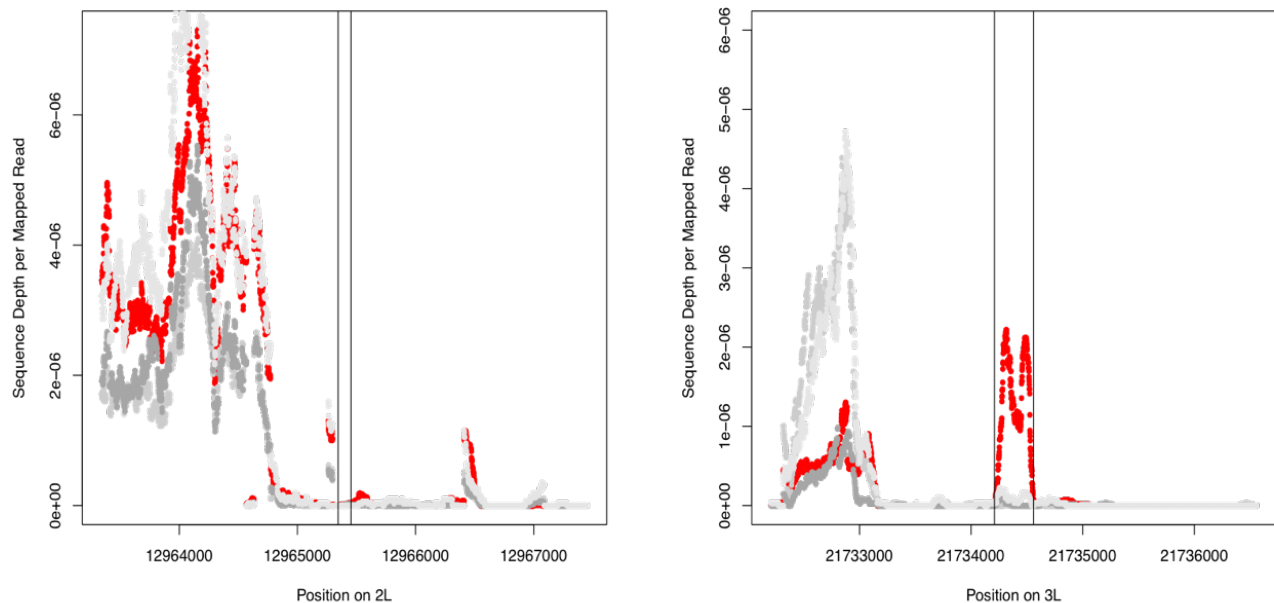 Sequence Depth per Mapped Read
6e−06
4e−06
2e−06
0e+00
12964000 12965000 12966000 12967000
Position on 2L
Sequence Depth per Mapped Read
6e−06
5e−06
4e−06
3e−06
2e−06
1e−06
0e+00
21733000 21734000 21735000 21736000
Position on 3L